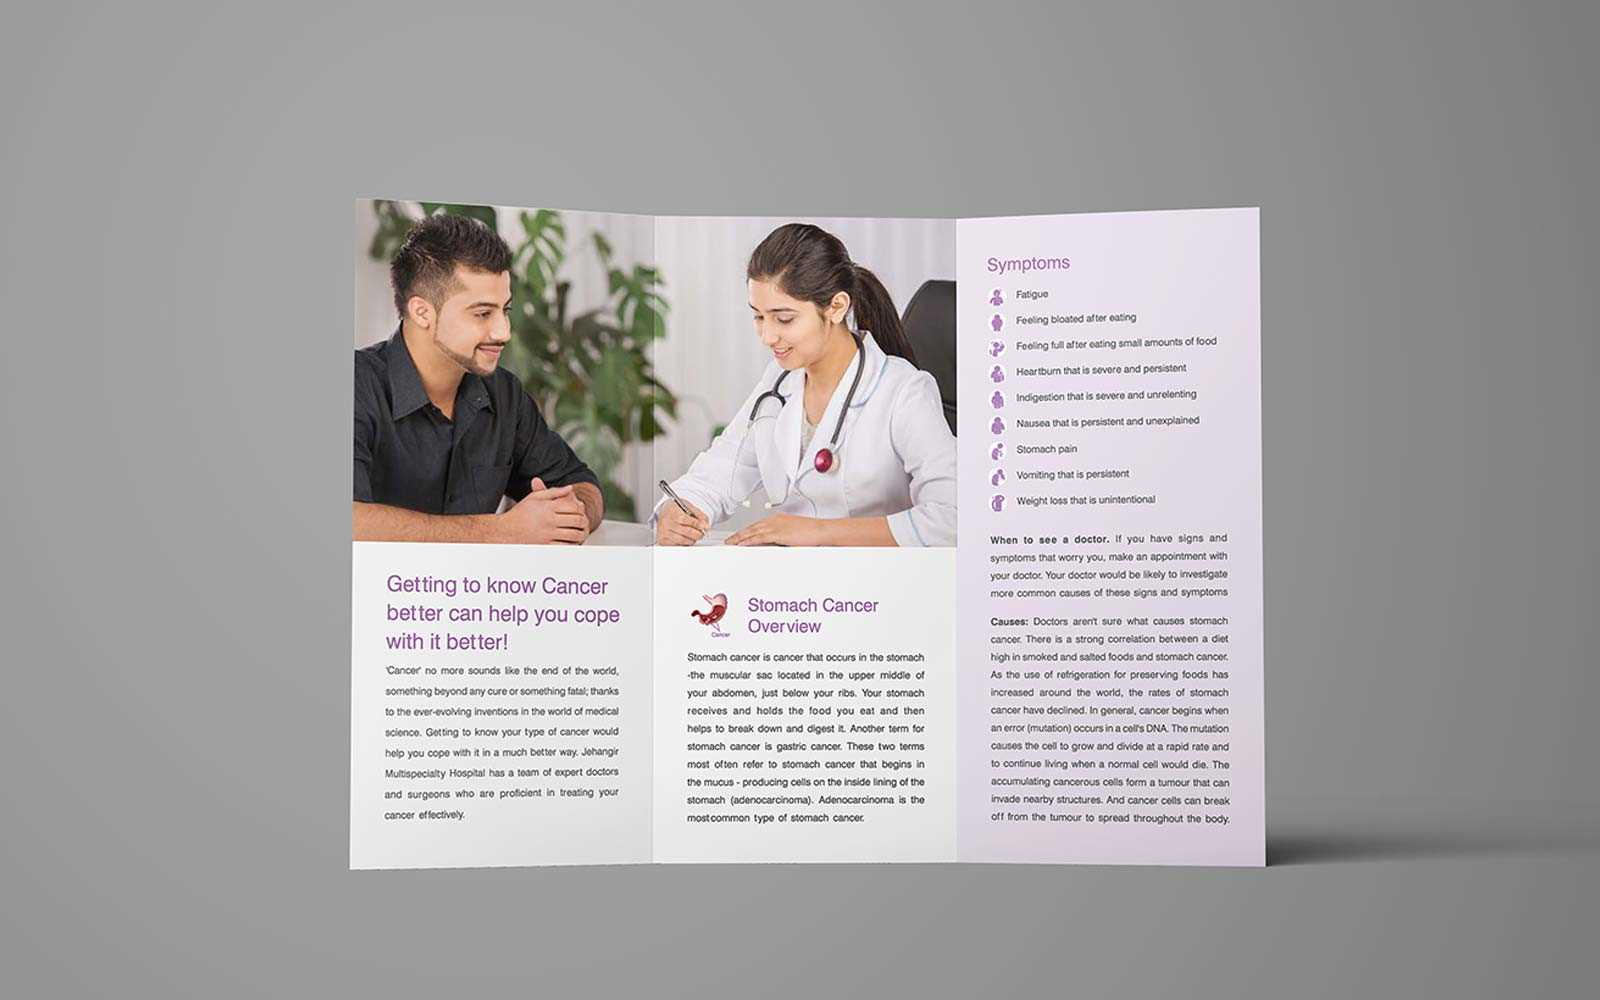 Getting to know Cancer
better can help you cope
with it better!
'Cancer' no more sounds like the end of the world,
something beyond any cure or something fatal; thanks
to the ever-evolving inventions in the world of medical
science. Getting to know your type of cancer would
help you cope with it in a much better way. Jehangir
Multispecialty Hospital has a team of expert doctors
and surgeons who are proficient in treating your
cancer effectively.
Cancer
Stomach Cancer
Overview
Stomach cancer is cancer that occurs in the stomach
-the muscular sac located in the upper middle of
your abdomen, just below your ribs. Your stomach
receives and holds the food you eat and then
helps to break down and digest it. Another term for
stomach cancer is gastric cancer. These two terms
most often refer to stomach cancer that begins in
the mucus - producing cells on the inside lining of the
stomach (adenocarcinoma). Adenocarcinoma is the
most common type of stomach cancer.
Symptoms
Fatigue
Feeling bloated after eating
Feeling full after eating small amounts of food
Heartburn that is severe and persistent
Indigestion that is severe and unrelenting
Nausea that is persistent and unexplained
Stomach pain
Vomiting that is persistent
Weight loss that is unintentional
When to see a doctor. If you have signs and
symptoms that worry you, make an appointment with
your doctor. Your doctor would be likely to investigate
more common causes of these signs and symptoms
Causes: Doctors aren't sure what causes stomach
cancer. There is a strong correlation between a diet
high in smoked and salted foods and stomach cancer.
As the use of refrigeration for preserving foods has
increased around the world, the rates of stomach
cancer have declined. In general, cancer begins when
an error (mutation) occurs in a cell's DNA. The mutation
causes the cell to grow and divide at a rapid rate and
to continue living when a normal cell would die. The
accumulating cancerous cells form a tumour that can
invade nearby structures. And cancer cells can break
off from the tumour to spread throughout the body.